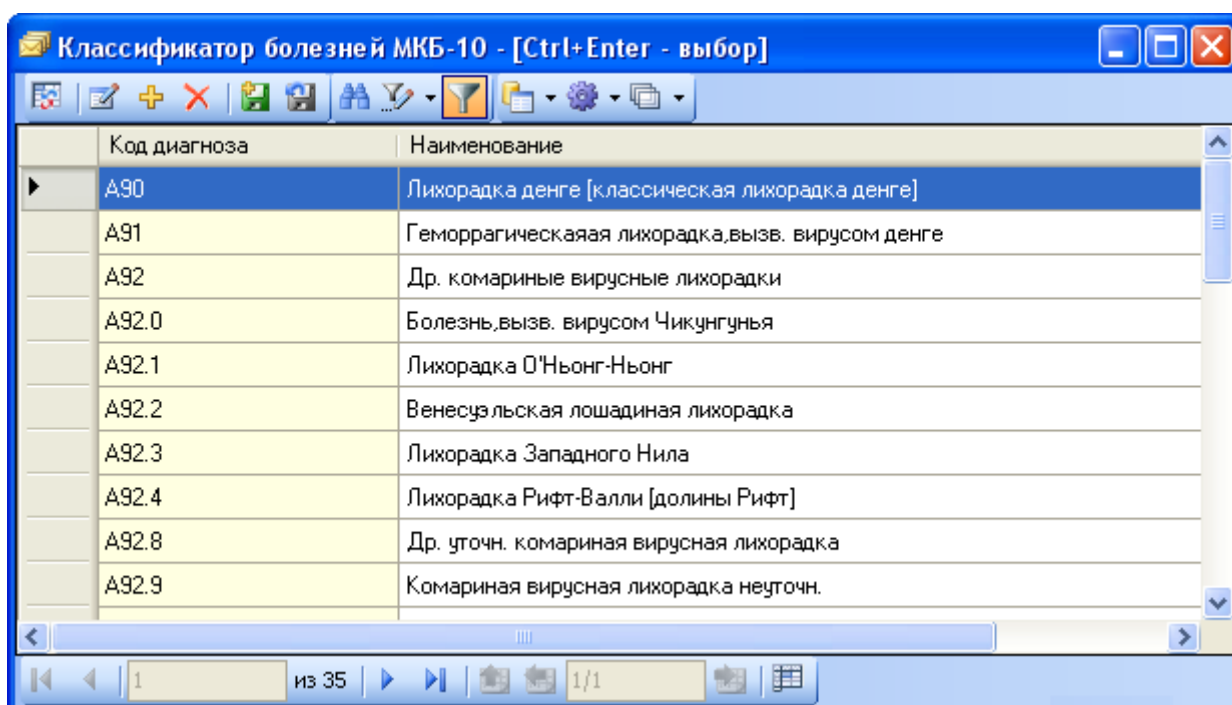 Классификатор болезней МКБ-10 - [Ctrl+Enter - выбор]
Код диагноза Наименование
A90 Лихорадка денге [классическая лихорадка денге]
A91 Геморрагическаяая лихорадка,вызв. вирусом денге
A92 Др. комариные вирусные лихорадки
A92.0 Болезнь,вызв. вирусом Чикунгунья
A92.1 Лихорадка О'Ньонг-Ньонг
A92.2 Венесуэльская лошадиная лихорадка
A92.3 Лихорадка Западного Нила
A92.4 Лихорадка Рифт-Валли [долины Рифт]
A92.8 Др. уточн. комариная вирусная лихорадка
A92.9 Комариная вирусная лихорадка неуточн.
1 из 35 1/1